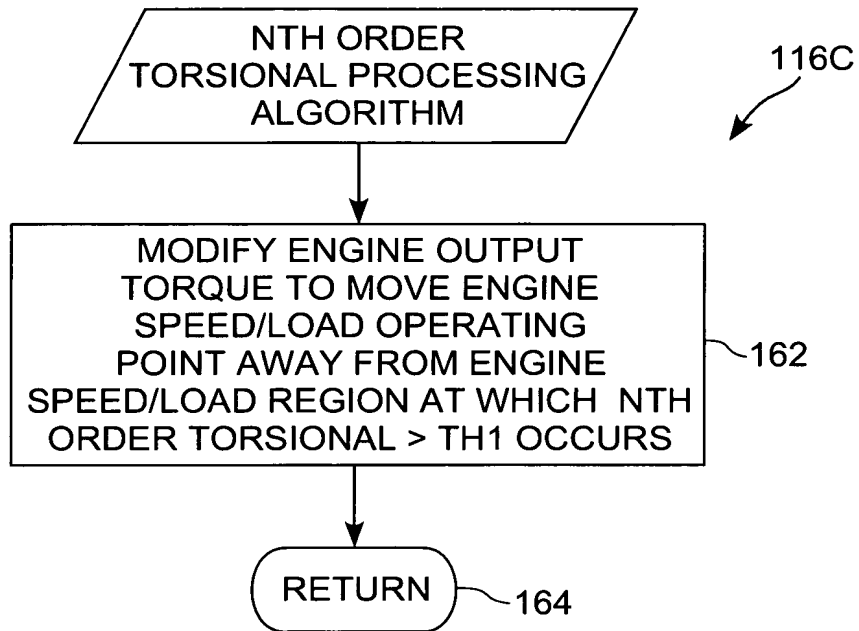 NTH ORDER
TORSIONAL PROCESSING
ALGORITHM
116C
MODIFY ENGINE OUTPUT
TORQUE TO MOVE ENGINE
SPEED/LOAD OPERATING
POINT AWAY FROM ENGINE
SPEED/LOAD REGION AT WHICH NTH
ORDER TORSIONAL > TH1 OCCURS
162
RETURN
164